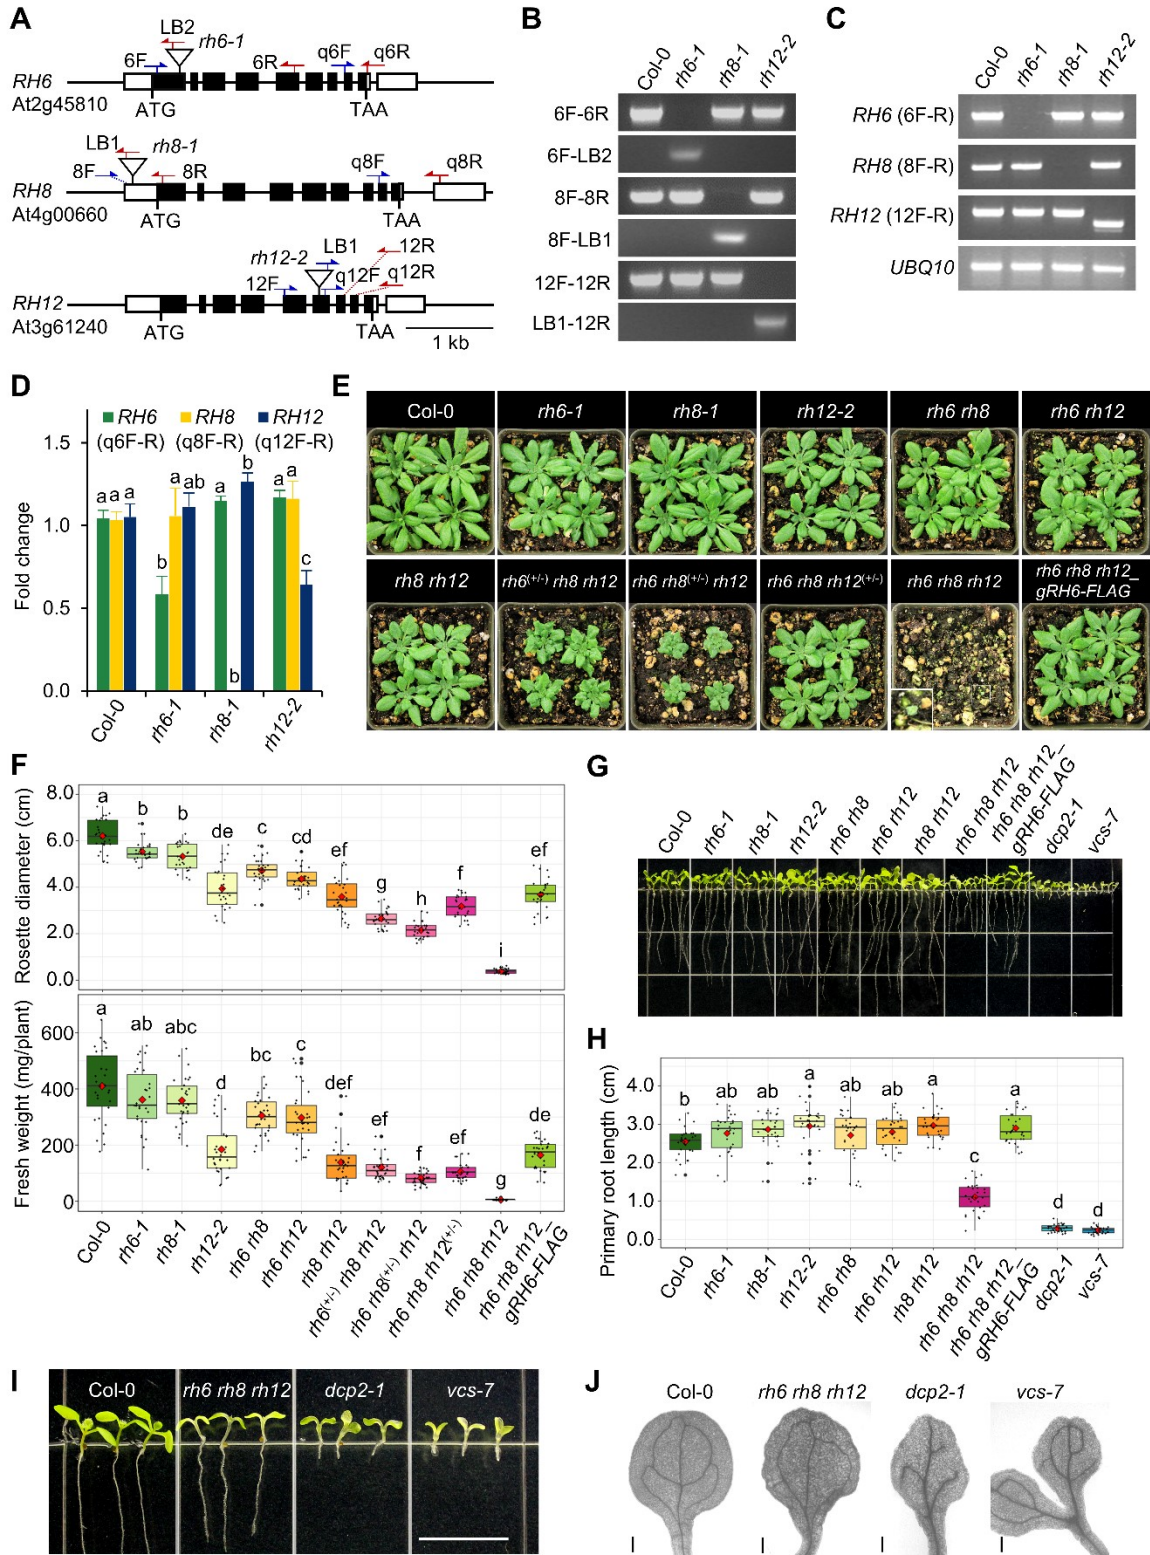 A
LB2
rh6-1
6F
6R
q6F
q6R
RH6
At2g45810
ATG
TAA
LB1
rh8-1
8F
8R
q8F
q8R
RH8
At4g00660
ATG
TAA
rh12-2
LB1
12R
12F
q12F
q12R
RH12
At3g61240
ATG
TAA
1 kb
B
Col-0
rh6-1
rh8-1
rh12-2
6F-6R
6F-LB2
8F-8R
8F-LB1
12F-12R
LB1-12R
C
Col-0
rh6-1
rh8-1
rh12-2
RH6 (6F-R)
RH8 (8F-R)
RH12 (12F-R)
UBQ10
D
RH6 RH8 RH12
(q6F-R) (q8F-R) (q12F-R)
Fold change
1.5
1.0
0.5
0.0
a a a
b a ab
a b b
a a c
Col-0
rh6-1
rh8-1
rh12-2
E
Col-0
rh6-1
rh8-1
rh12-2
rh6 rh8
rh6 rh12
rh8 rh12
rh6(+/-) rh8 rh12
rh6 rh8(+/-) rh12
rh6 rh8 rh12(+/-)
rh6 rh8 rh12
rh6 rh8 rh12_
gRH6-FLAG
F
Rosette diameter (cm)
8.0
6.0
4.0
2.0
0.0
a b b de c cd ef g h f i ef
Fresh weight (mg/plant)
600
400
200
0
a ab abc d bc c def ef f ef g de
Col-0
rh6-1
rh8-1
rh12-2
rh6 rh8
rh6 rh12
rh8 rh12
rh6(+/-) rh8 rh12
rh6 rh8(+/-) rh12
rh6 rh8 rh12(+/-)
rh6 rh8 rh12
rh6 rh8 rh12_
gRH6-FLAG
G
Col-0
rh6-1
rh8-1
rh12-2
rh6 rh8
rh6 rh12
rh8 rh12
rh6 rh8 rh12
rh6 rh8 rh12_
gRH6-FLAG
dcp2-1
vcs-7
H
Primary root length (cm)
4.0
3.0
2.0
1.0
0.0
b ab ab a ab ab a c a d d
Col-0
rh6-1
rh8-1
rh12-2
rh6 rh8
rh6 rh12
rh8 rh12
rh6 rh8 rh12
rh6 rh8 rh12_
gRH6-FLAG
dcp2-1
vcs-7
I
Col-0
rh6 rh8 rh12
dcp2-1
vcs-7
J
Col-0
rh6 rh8 rh12
dcp2-1
vcs-7